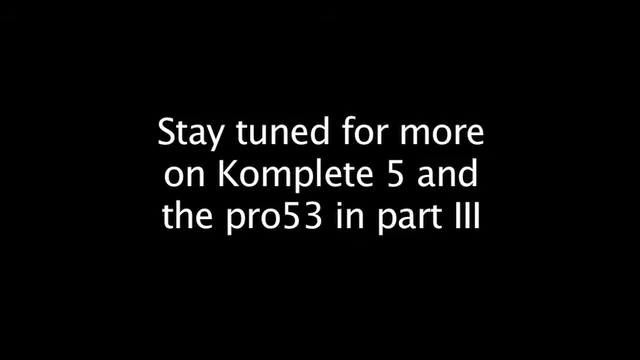 Stay tuned for more
on Komplete 5 and
the pro53 in part III